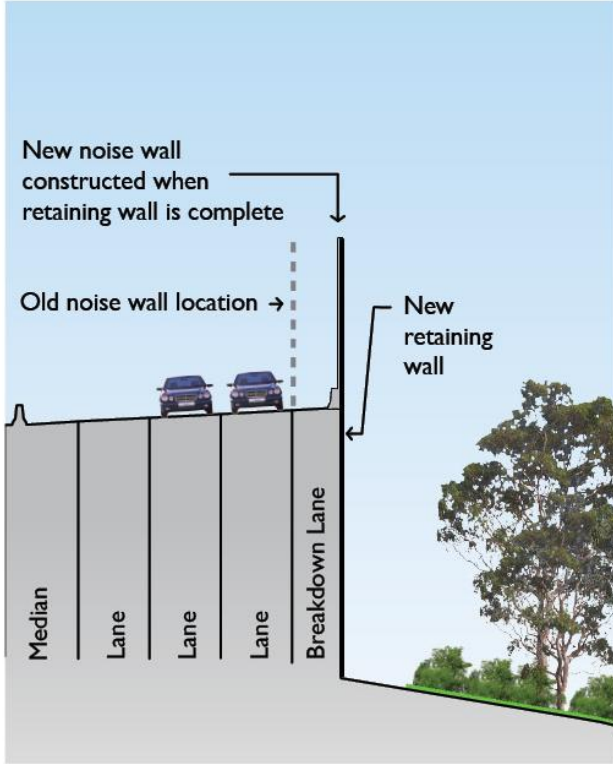 New noise wall
constructed when
retaining wall is complete
Old noise wall location
New
retaining
wall
Median
Lane
Lane
Lane
Breakdown Lane